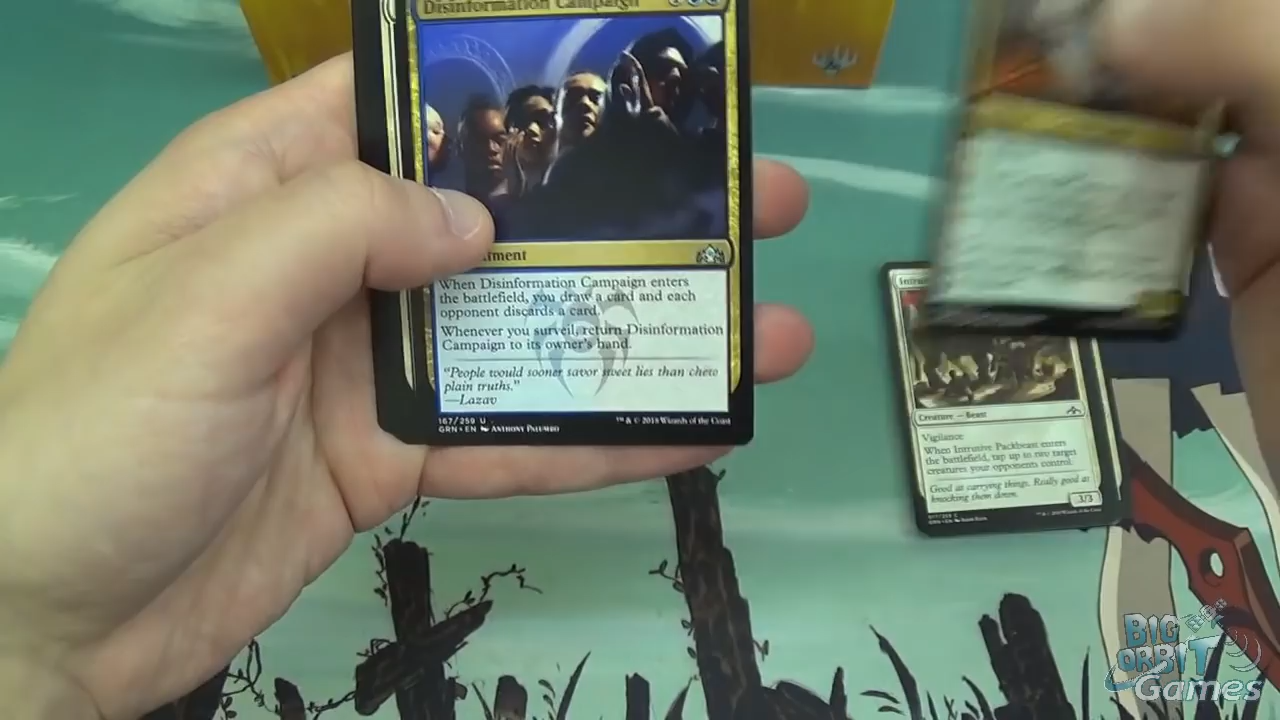 Disinformation Campaign
tment
When Disinformation Campaign enters
the battlefield, you draw a card and each
opponent discards a card.
Whenever you surveil, return Disinformation
Campaign to its owner's hand.
"People would sooner savor sweet lies than chew
plain truths."
—Lazav
167/259 U
GRN • EN ANTHONY PALUMBO
™ & © 2018 Wizards of the Coast
Creature — Beast
Vigilance
When Intrusive Packbeast enters
the battlefield, tap up to two target
creatures your opponents control.
Good at carrying things. Really good at
knocking them down.
3/3
GRN • EN
BIG
ORBIT
Games